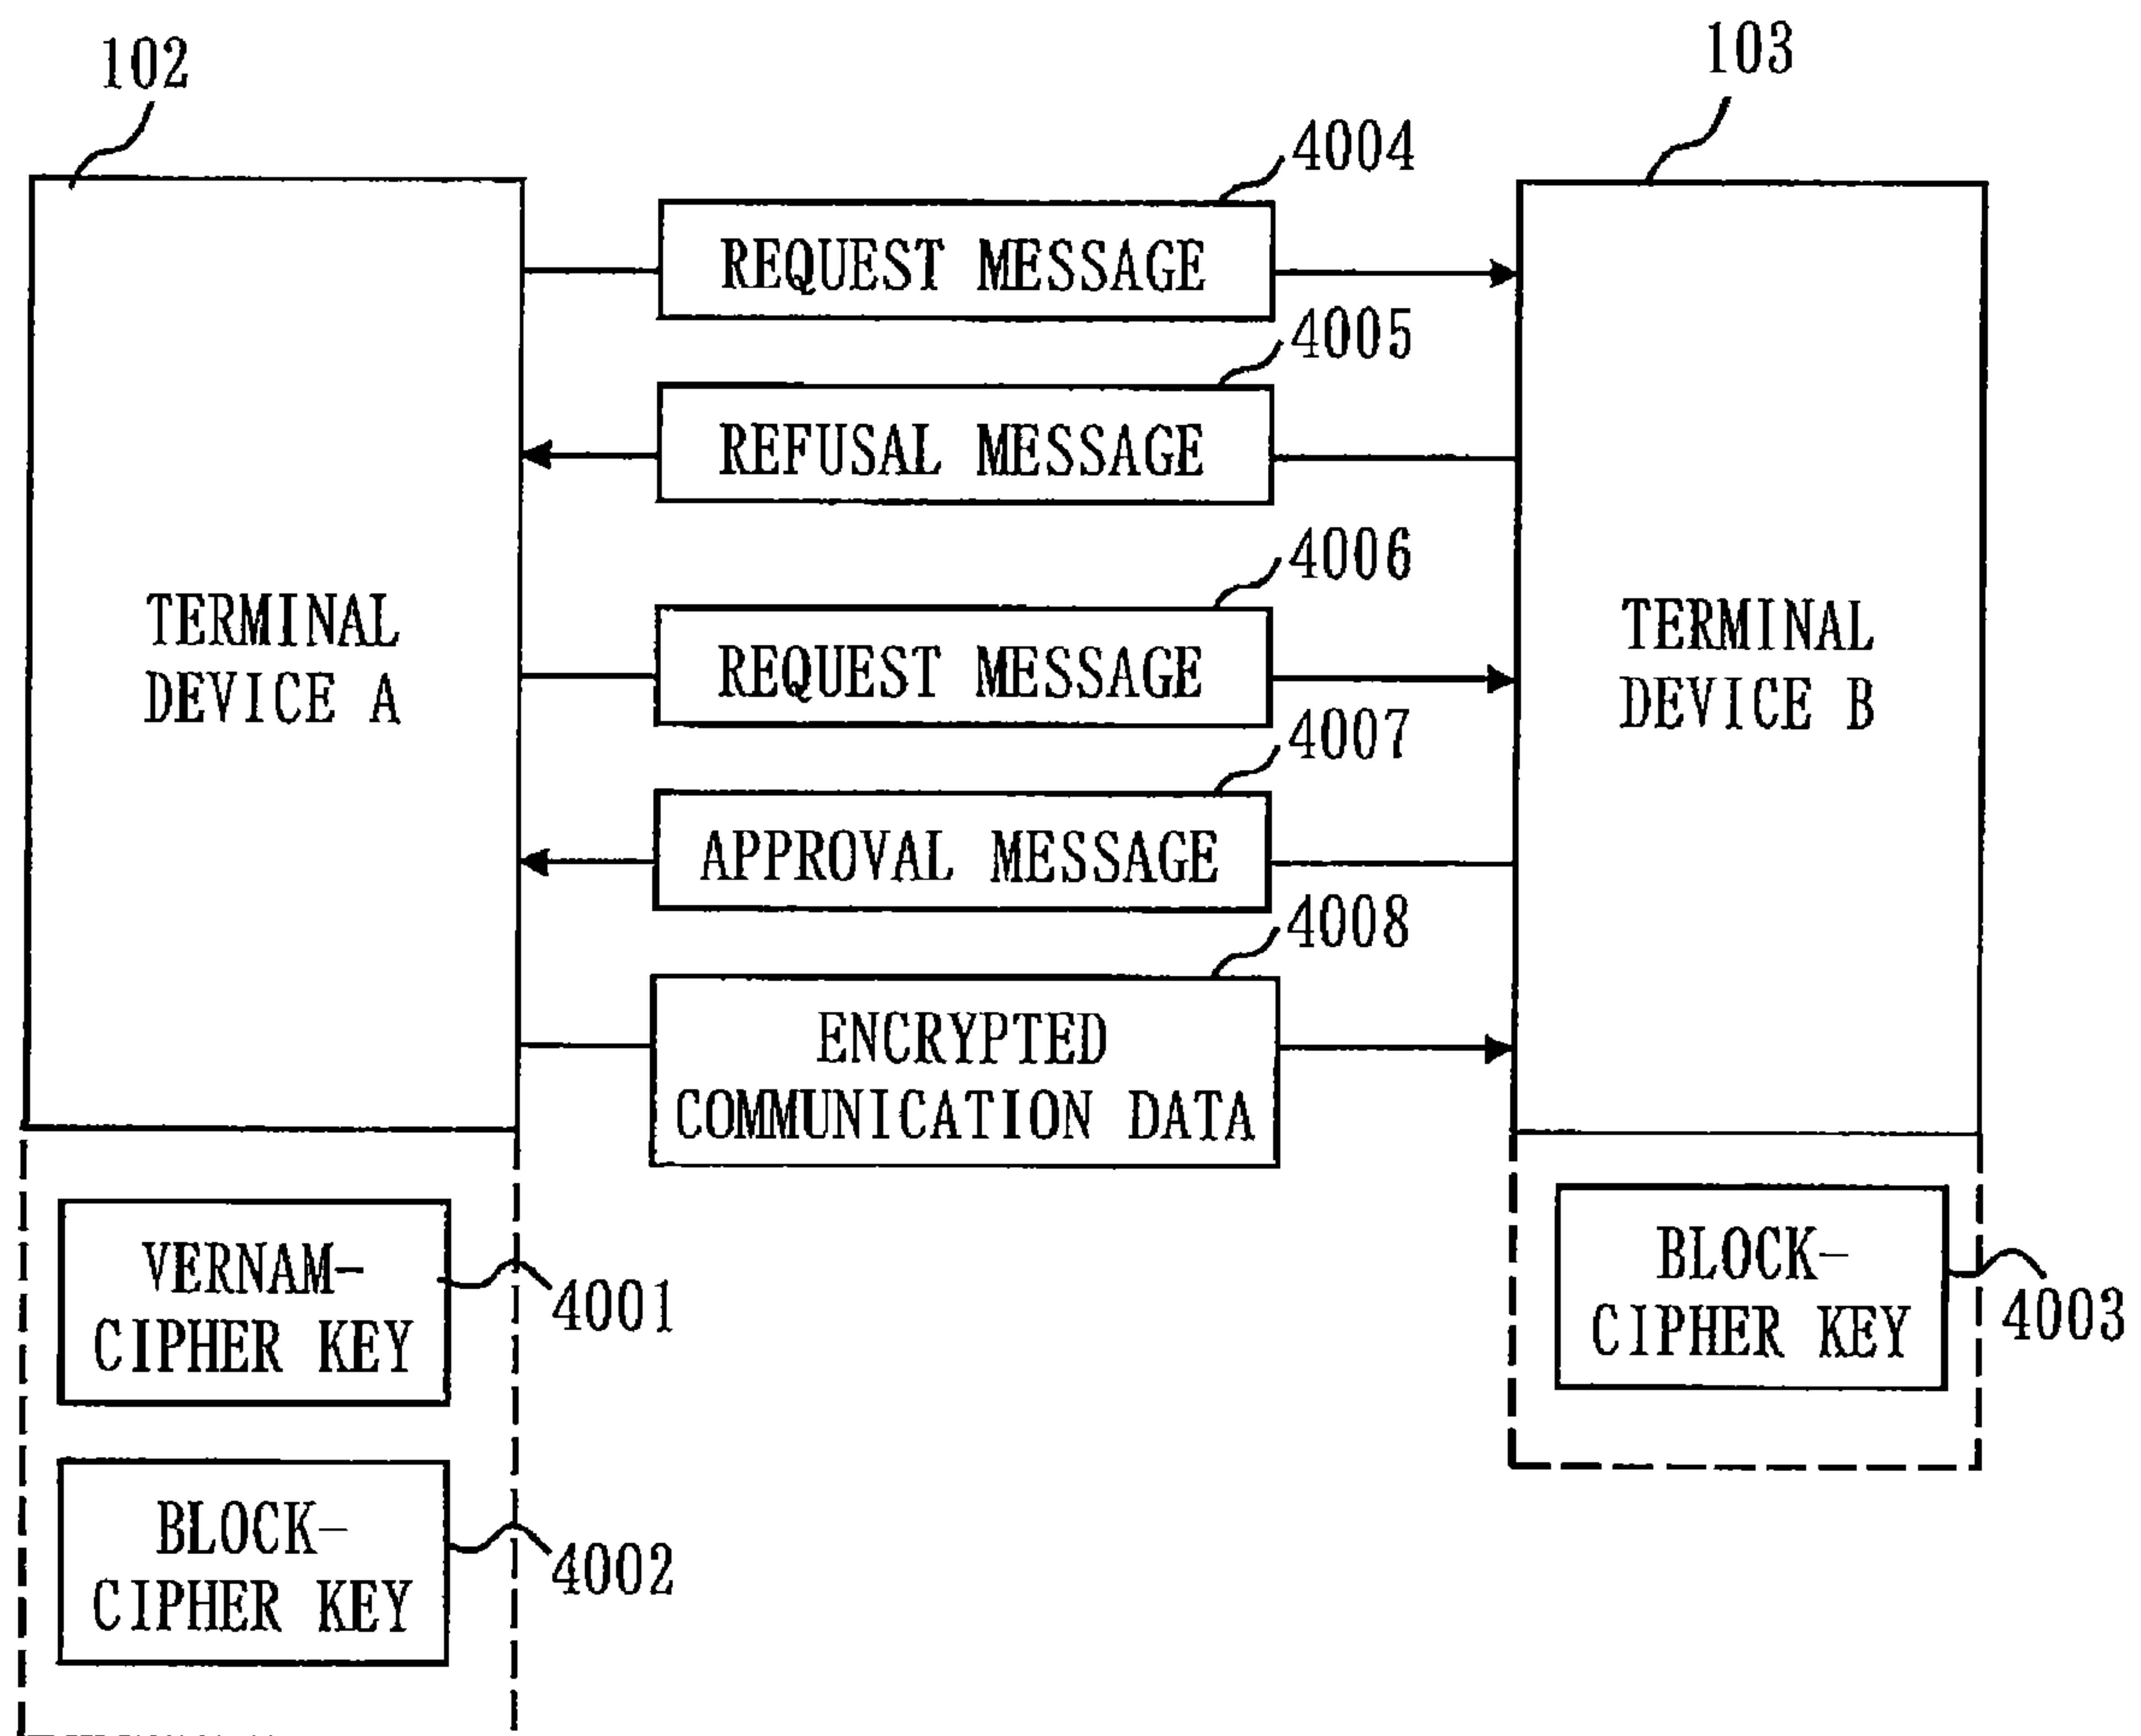 102
103
4004
REQUEST MESSAGE
4005
REFUSAL MESSAGE
4006
REQUEST MESSAGE
4007
APPROVAL MESSAGE
4008
ENCRYPTED
COMMUNICATION DATA
TERMINAL
DEVICE A
TERMINAL
DEVICE B
VERNAM-
CIPHER KEY
4001
BLOCK-
CIPHER KEY
4002
BLOCK-
CIPHER KEY
4003